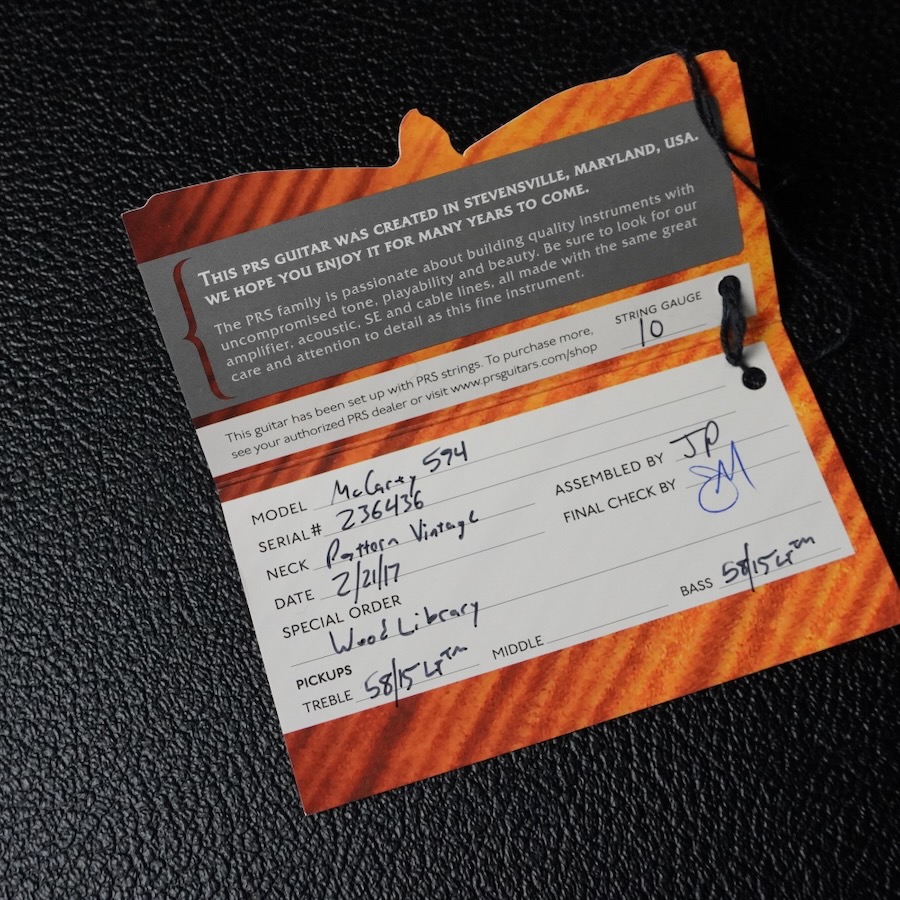 THIS PRS GUITAR WAS CREATED IN STEVENSVILLE, MARYLAND, USA.
WE HOPE YOU ENJOY IT FOR MANY YEARS TO COME.
The PRS family is passionate about building quality instruments with
uncompromised tone, playability and beauty. Be sure to look for our
amplifier, acoustic, SE and cable lines, all made with the same great
care and attention to detail as this fine instrument.
This guitar has been set up with PRS strings. To purchase more,
see your authorized PRS dealer or visit www.prsguitars.com/shop
STRING GAUGE
10
MODEL McCarty 594
SERIAL# 236436
NECK Pattern Vintage
DATE 2/21/17
ASSEMBLED BY JP
FINAL CHECK BY JM
SPECIAL ORDER
Wood Library
PICKUPS
TREBLE 58/15 LT™
MIDDLE
BASS 58/15 LT™